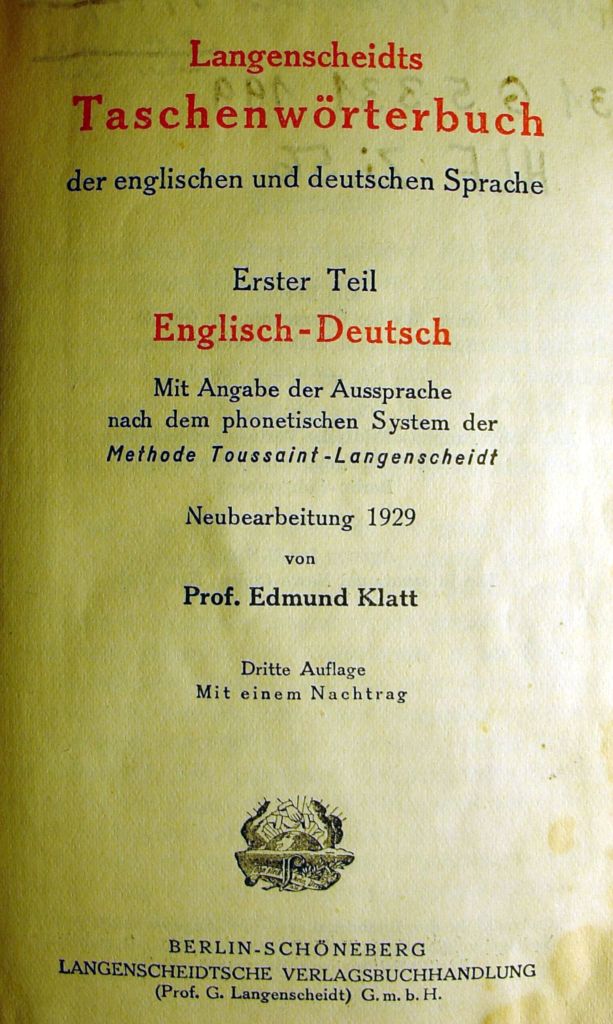 Langenscheidts
Taschenwörterbuch
der englischen und deutschen Sprache
Erster Teil
Englisch-Deutsch
Mit Angabe der Aussprache
nach dem phonetischen System der
Methode Toussaint-Langenscheidt
Neubearbeitung 1929
von
Prof. Edmund Klatt
Dritte Auflage
Mit einem Nachtrag
BERLIN-SCHÖNEBERG
LANGENSCHEIDTSCHE VERLAGSBUCHHANDLUNG
(Prof. G. Langenscheidt) G.m.b.H.